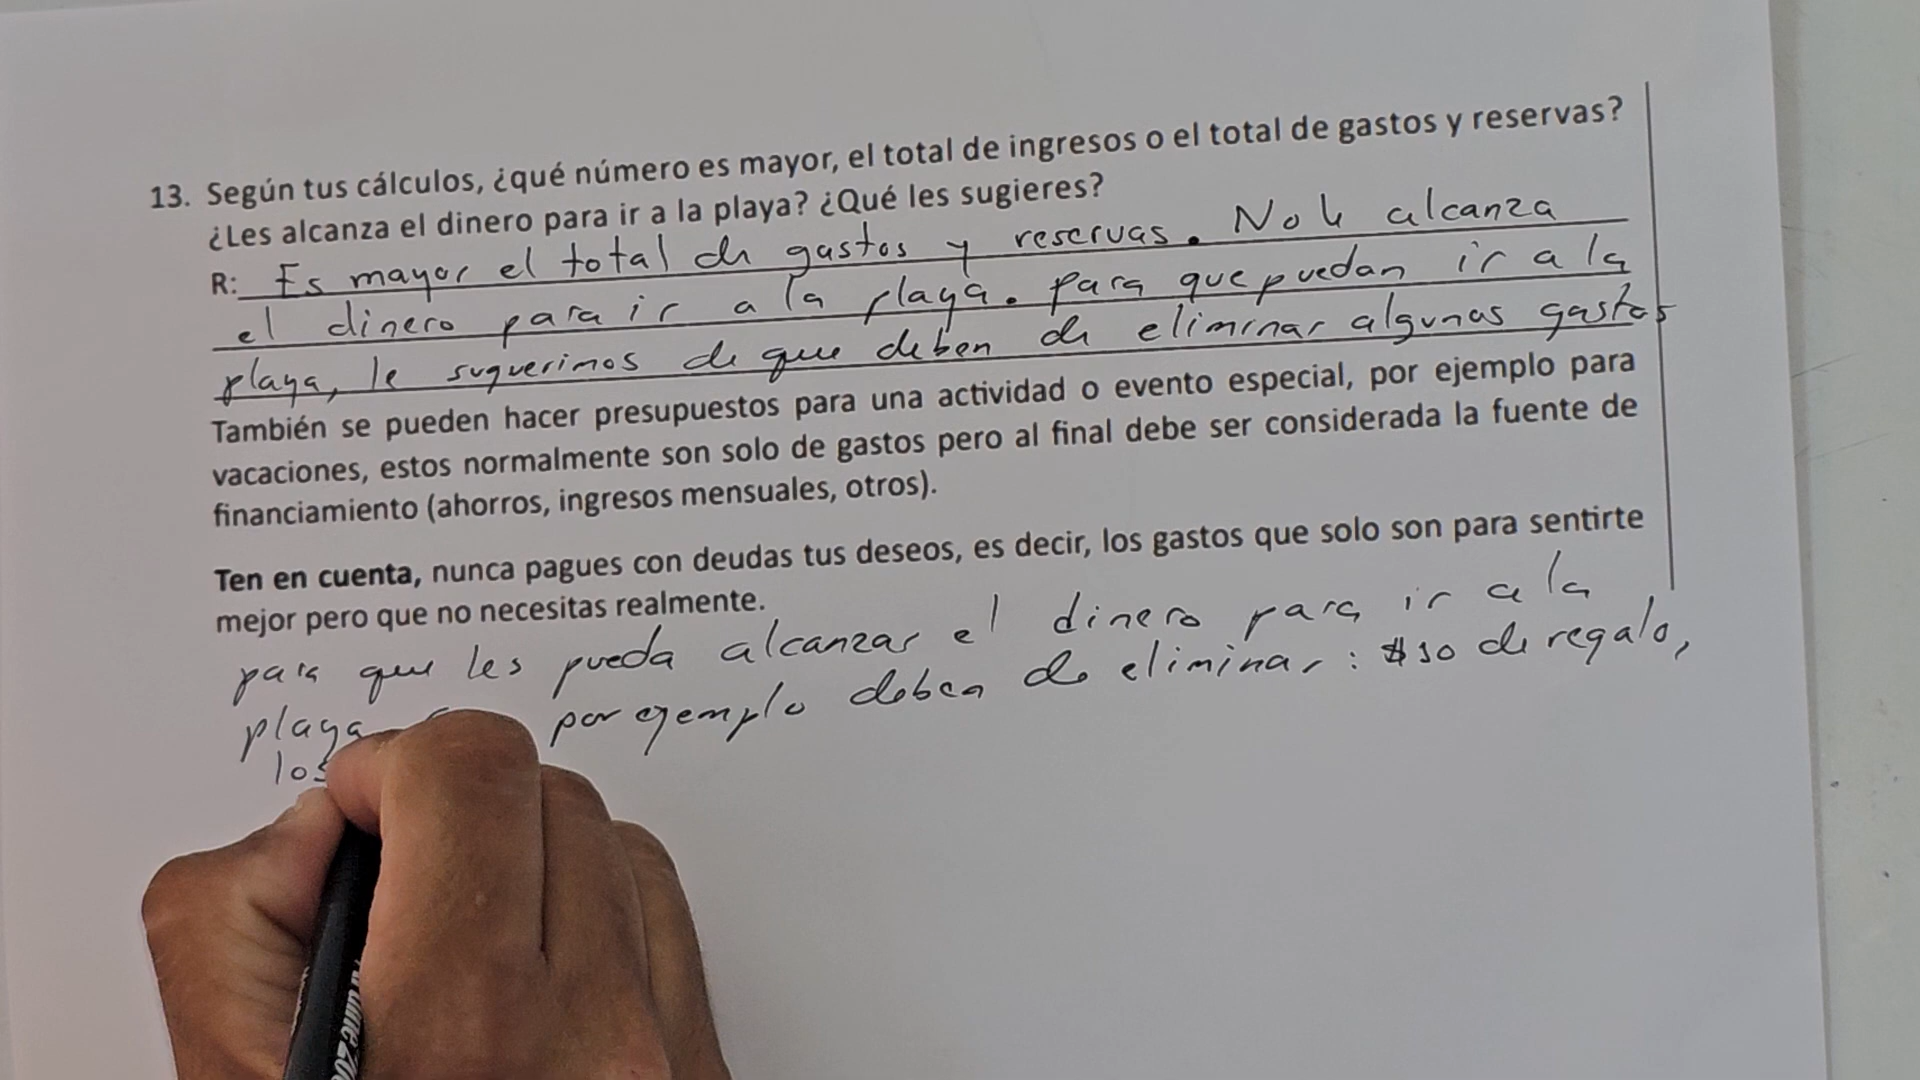 13. Según tus cálculos, ¿qué número es mayor, el total de ingresos o el total de gastos y reservas?
¿Les alcanza el dinero para ir a la playa? ¿Qué les sugieres?
R: Es mayor el total de gastos y reservas. No le alcanza
el dinero para ir a la playa. para que puedan ir a la
playa, le suguerimos de que deben de eliminar algunas gastos
También se pueden hacer presupuestos para una actividad o evento especial, por ejemplo para
vacaciones, estos normalmente son solo de gastos pero al final debe ser considerada la fuente de
financiamiento (ahorros, ingresos mensuales, otros).
Ten en cuenta, nunca pagues con deudas tus deseos, es decir, los gastos que solo son para sentirte
mejor pero que no necesitas realmente.
para que les pueda alcanzar el dinero para ir a la
playa por ejemplo deben de eliminar: $10 de regalo,
los